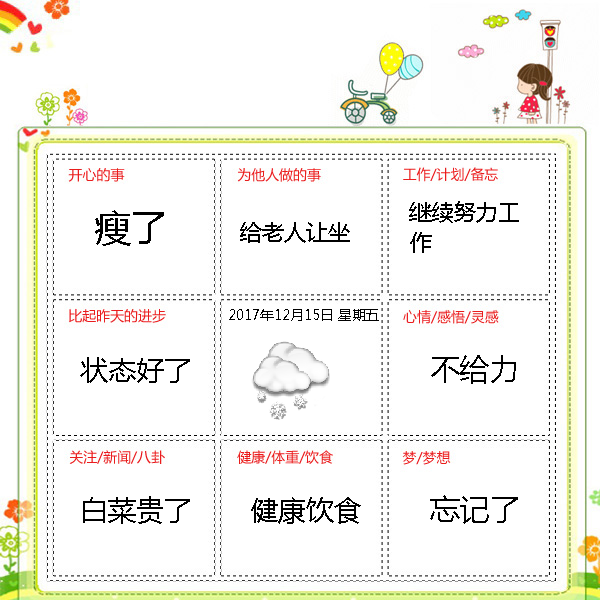 开心的事
瘦了
为他人做的事
给老人让坐
工作/计划/备忘
继续努力工
作
比起昨天的进步
状态好了
2017年12月15日 星期五
心情/感悟/灵感
不给力
关注/新闻/八卦
白菜贵了
健康/体重/饮食
健康饮食
梦/梦想
忘记了